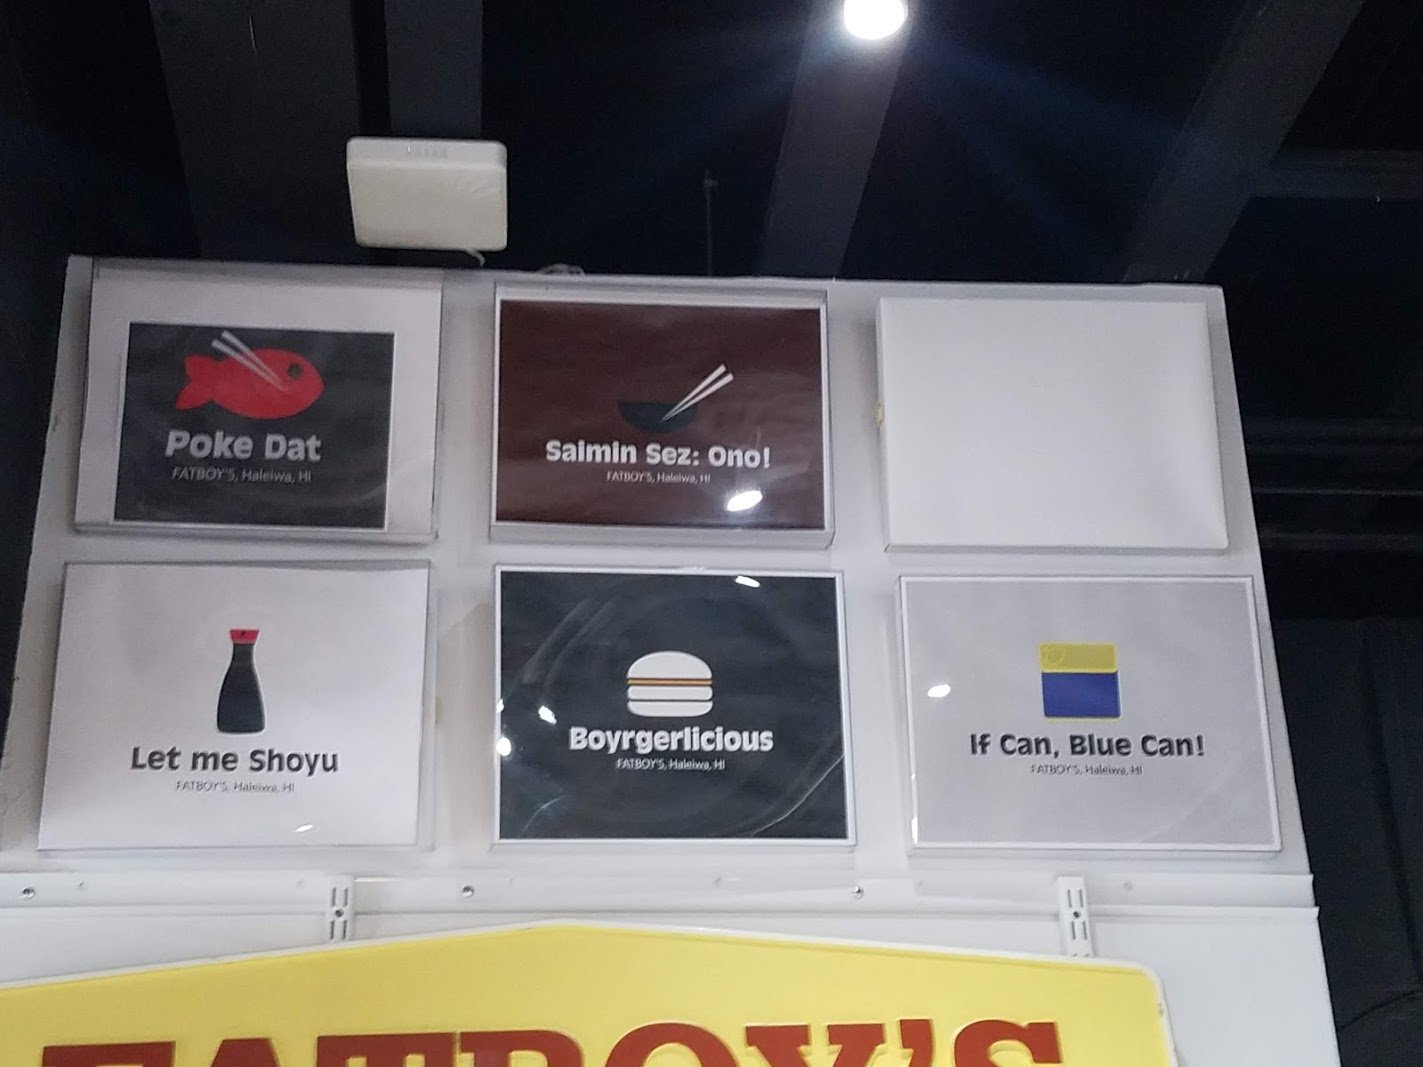 Poke Dat
FATBOY'S, Haleiwa, HI
Saimin Sez: Ono!
FATBOY'S, Haleiwa, HI
Let me Shoyu
FATBOY'S, Haleiwa, HI
Boyrgerlicious
FATBOY'S, Haleiwa, HI
If Can, Blue Can!
FATBOY'S, Haleiwa, HI
FATBOY'S